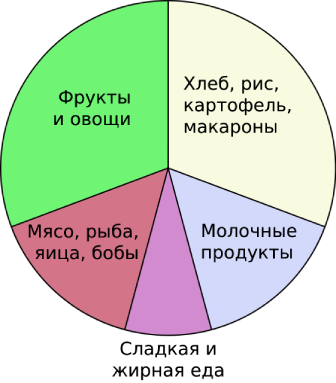 Фрукты
и овощи
Хлеб, рис,
картофель,
макароны
Мясо, рыба,
яица, бобы
Молочные
продукты
Сладкая и
жирная еда